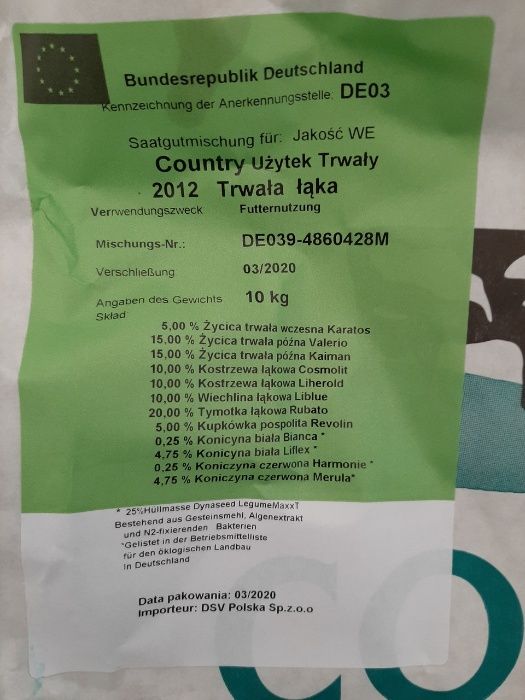 Bundesrepublik Deutschland
Kennzeichnung der Anerkennungsstelle: DE03
Saatgutmischung für: Jakość WE
Country Użytek Trwały
2012 Trwała łąka
Verrwendungszweck Futternutzung
Mischungs-Nr.: DE039-4860428M
Verschließung 03/2020
Angaben des Gewichts 10 kg
Skład
5,00 % Życica trwała wczesna Karatos
15,00 % Życica trwała późna Valerio
15,00 % Życica trwała późna Kaiman
10,00 % Kostrzewa łąkowa Cosmolit
10,00 % Kostrzewa łąkowa Liherold
10,00 % Wiechlina łąkowa Liblue
20,00 % Tymotka łąkowa Rubato
5,00 % Kupkówka pospolita Revolin
0,25 % Konicyna biała Bianca *
4,75 % Konicyna biała Liflex *
0,25 % Koniczyna czerwona Harmonie *
4,75 % Koniczyna czerwona Merula*
* 25%Hüllmasse Dynaseed LegumeMaxxT
Bestehend aus Gesteinsmehl, Algenextrakt
und N2-fixierenden Bakterien
*Gelistet in der Betriebsmittelliste
für den öklogischen Landbau
in Deutschland
Data pakowania: 03/2020
Importeur: DSV Polska Sp.z.o.o
CO